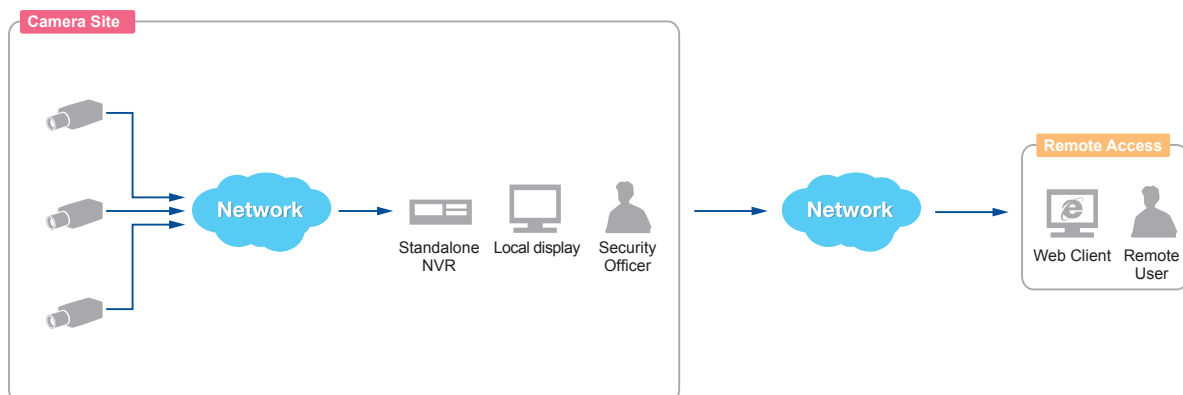 Camera Site
Network
Standalone
NVR
Local display
Security
Officer
Network
Remote Access
Web Client
Remote
User